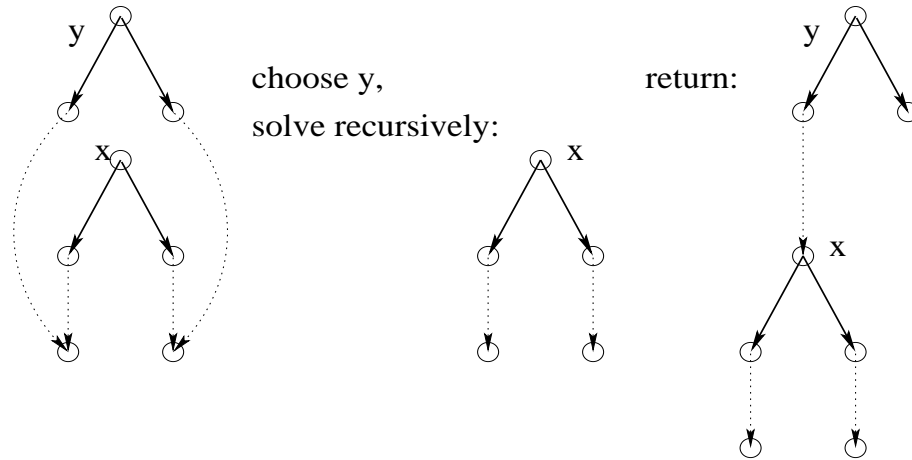 y
choose y,
solve recursively:
return:
y
x
x
x